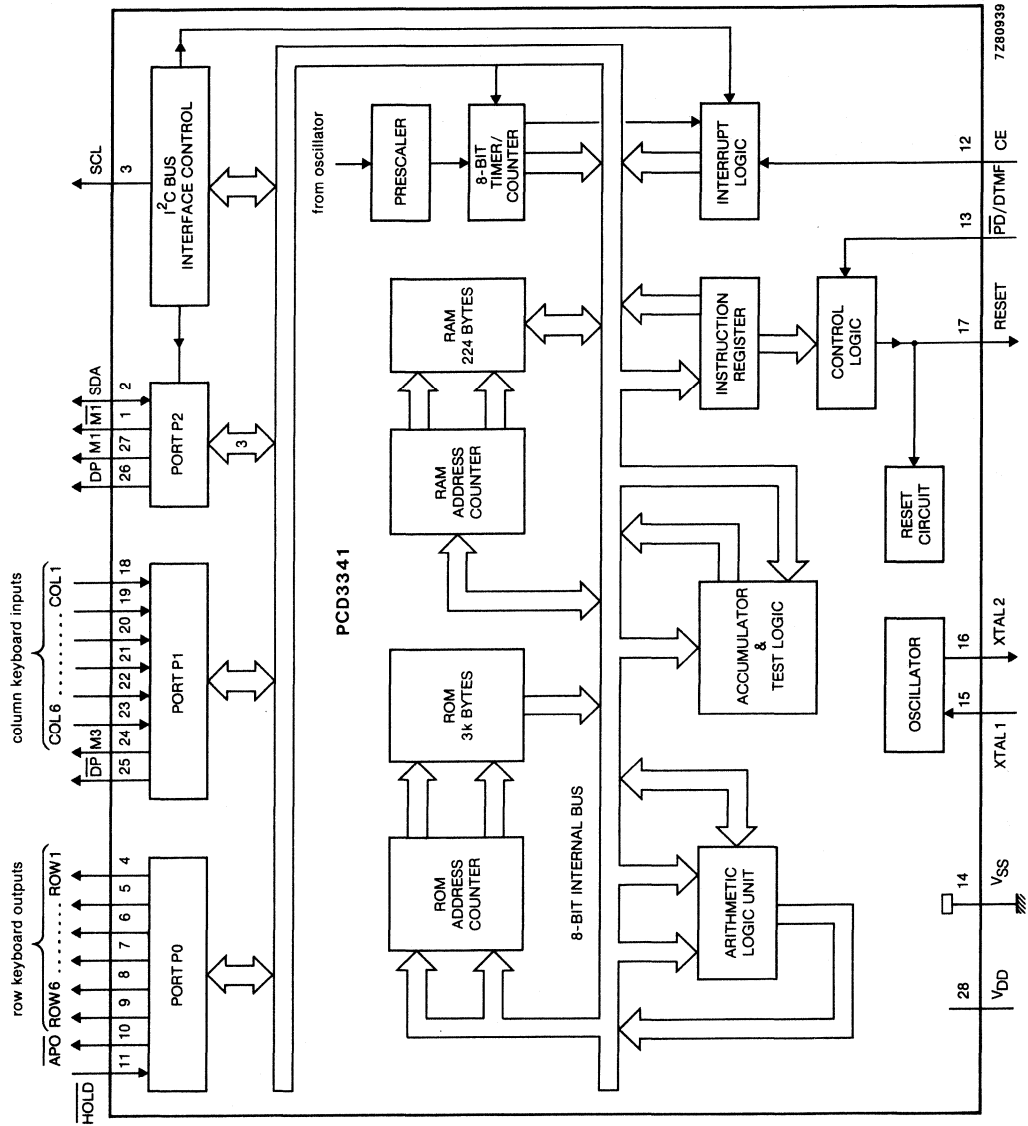 7Z80939
SCL
3
I²C BUS
INTERFACE CONTROL
SDA
2
M̅1̅
1
M1
27
DP
26
PORT P2
3
column keyboard inputs
COL 1
18
19
20
21
22
23
COL 6
M3
24
D̅P̅
25
PORT P1
row keyboard outputs
ROW 1
4
5
6
7
8
9
ROW 6
A̅P̅O̅
10
H̅O̅L̅D̅
11
PORT P0
from oscillator
PRESCALER
8-BIT
TIMER/
COUNTER
RAM
224 BYTES
RAM
ADDRESS
COUNTER
PCD3341
ROM
3k BYTES
ROM
ADDRESS
COUNTER
8-BIT INTERNAL BUS
INTERRUPT
LOGIC
12
CE
INSTRUCTION
REGISTER
CONTROL
LOGIC
13
P̅D̅/DTMF
17
RESET
RESET
CIRCUIT
ACCUMULATOR
&
TEST LOGIC
OSCILLATOR
16
XTAL2
15
XTAL1
ARITHMETIC
LOGIC UNIT
14
VSS
28
VDD